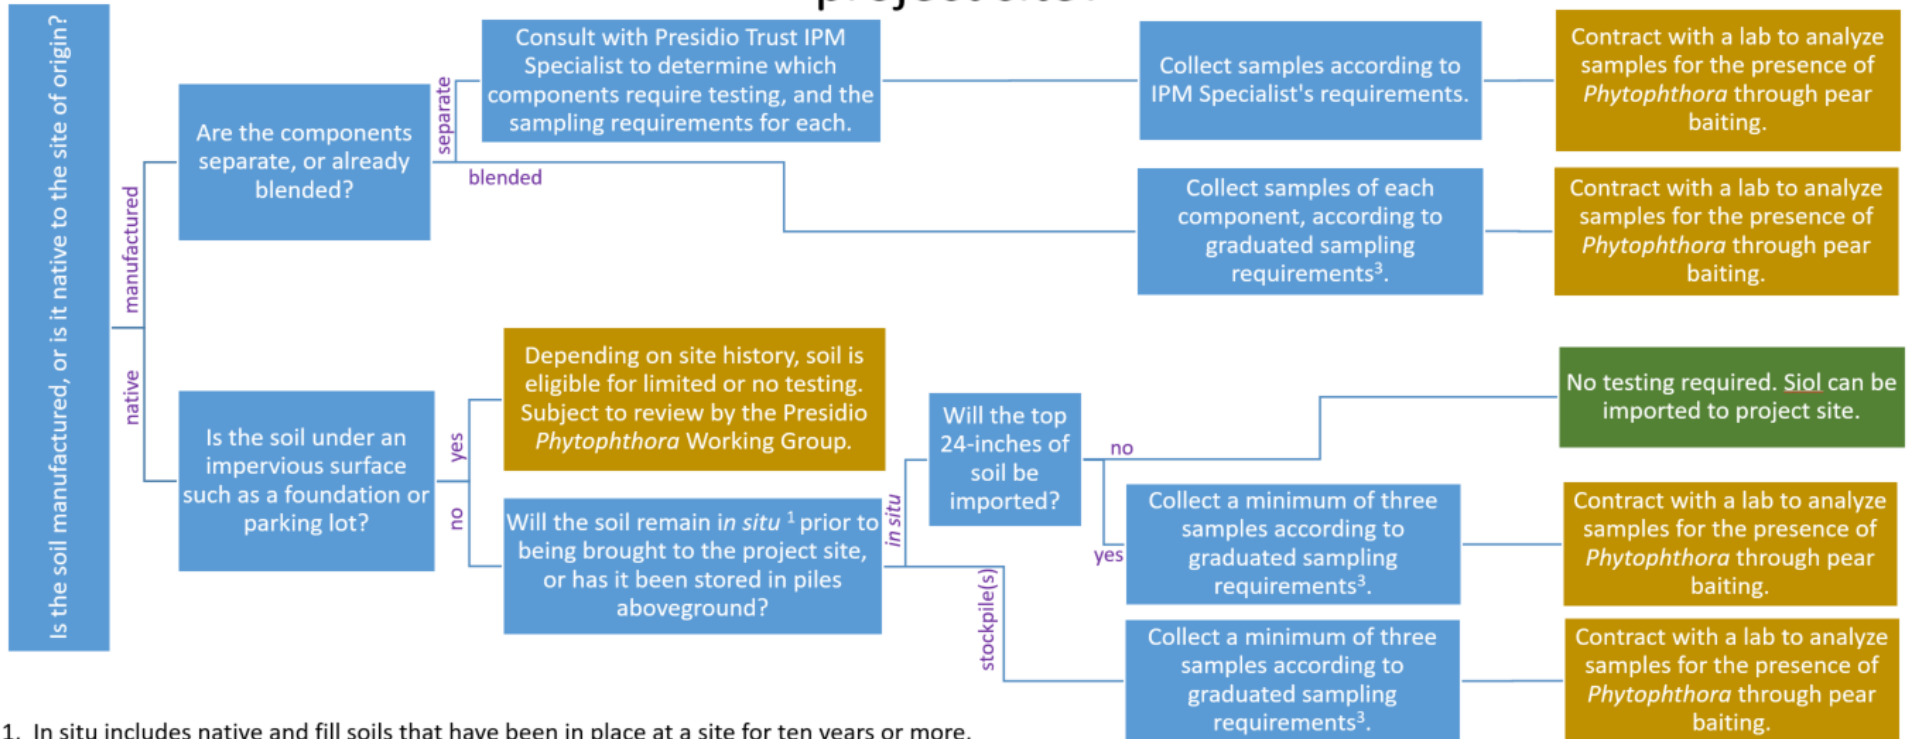 project site?
Is the soil manufactured, or is it native to the site of origin?
manufactured
native
Are the components
separate, or already
blended?
separate
blended
Consult with Presidio Trust IPM
Specialist to determine which
components require testing, and the
sampling requirements for each.
Collect samples according to
IPM Specialist's requirements.
Contract with a lab to analyze
samples for the presence of
Phytophthora through pear
baiting.
Collect samples of each
component, according to
graduated sampling
requirements³.
Contract with a lab to analyze
samples for the presence of
Phytophthora through pear
baiting.
Is the soil under an
impervious surface
such as a foundation or
parking lot?
yes
no
Depending on site history, soil is
eligible for limited or no testing.
Subject to review by the Presidio
Phytophthora Working Group.
Will the soil remain in situ ¹ prior to
being brought to the project site,
or has it been stored in piles
aboveground?
in situ
stockpile(s)
Will the top
24-inches of
soil be
imported?
no
yes
No testing required. Siol can be
imported to project site.
Collect a minimum of three
samples according to
graduated sampling
requirements³.
Contract with a lab to analyze
samples for the presence of
Phytophthora through pear
baiting.
Collect a minimum of three
samples according to
graduated sampling
requirements³.
Contract with a lab to analyze
samples for the presence of
Phytophthora through pear
baiting.
1. In situ includes native and fill soils that have been in place at a site for ten years or more.